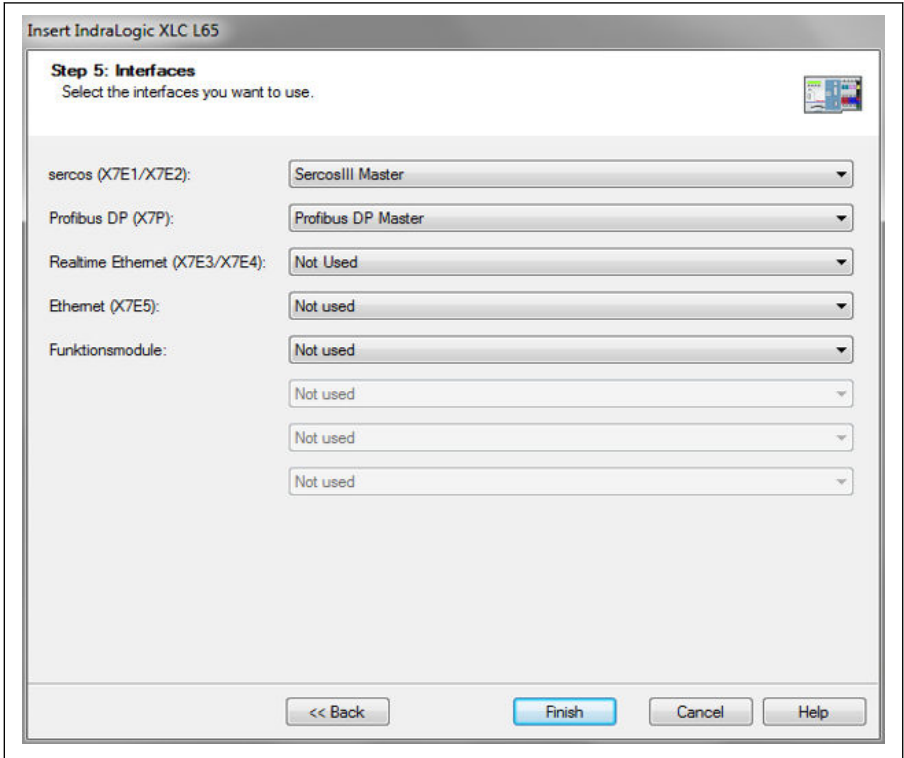 Insert IndraLogic XLC L65
Step 5: Interfaces
Select the interfaces you want to use.
sercos (X7E1/X7E2): SercosIII Master
Profibus DP (X7P): Profibus DP Master
Realtime Ethernet (X7E3/X7E4): Not Used
Ethernet (X7E5): Not used
Funktionsmodule: Not used
Not used
Not used
Not used
<< Back Finish Cancel Help